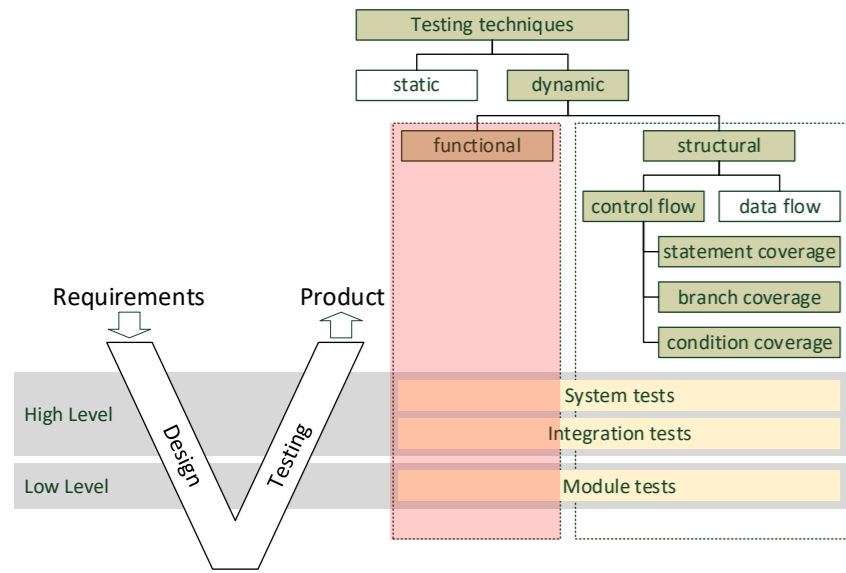 Testing techniques
static
dynamic
functional
structural
control flow
data flow
statement coverage
branch coverage
condition coverage
Requirements
Product
Design
Testing
High Level
System tests
Integration tests
Low Level
Module tests